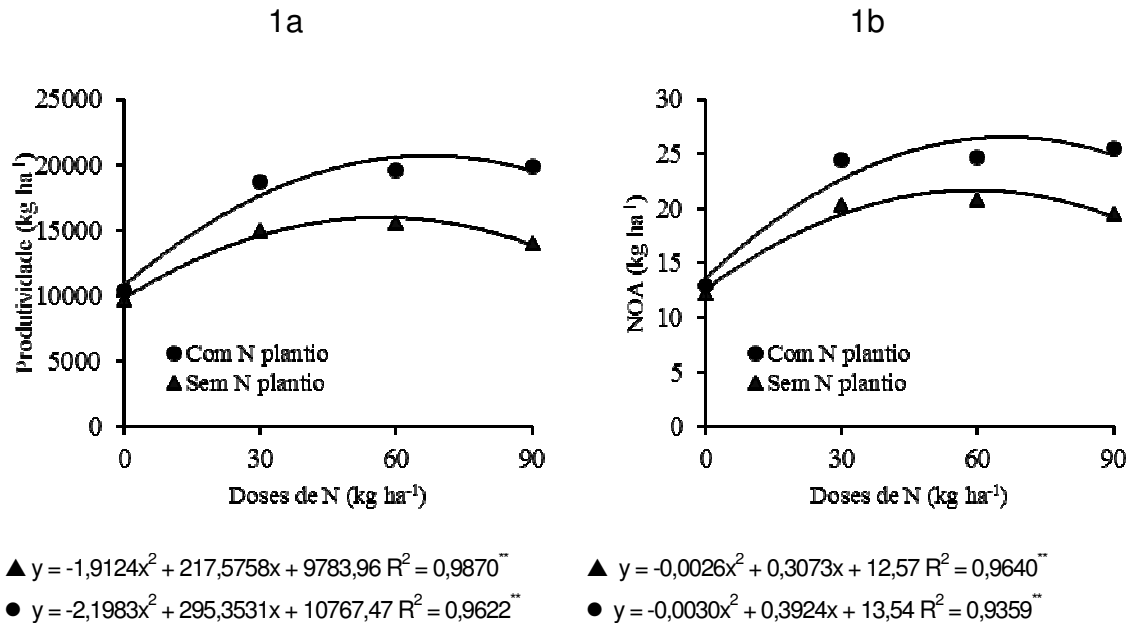 1a
25000
20000
15000
10000
5000
0
Produtividade (kg ha⁻¹)
Com N plantio
Sem N plantio
0 30 60 90
Doses de N (kg ha⁻¹)
▲ y = -1,9124x² + 217,5758x + 9783,96 R² = 0,9870**
● y = -2,1983x² + 295,3531x + 10767,47 R² = 0,9622**
1b
30
25
20
15
10
5
0
NOA (kg ha⁻¹)
Com N plantio
Sem N plantio
0 30 60 90
Doses de N (kg ha⁻¹)
▲ y = -0,0026x² + 0,3073x + 12,57 R² = 0,9640**
● y = -0,0030x² + 0,3924x + 13,54 R² = 0,9359**